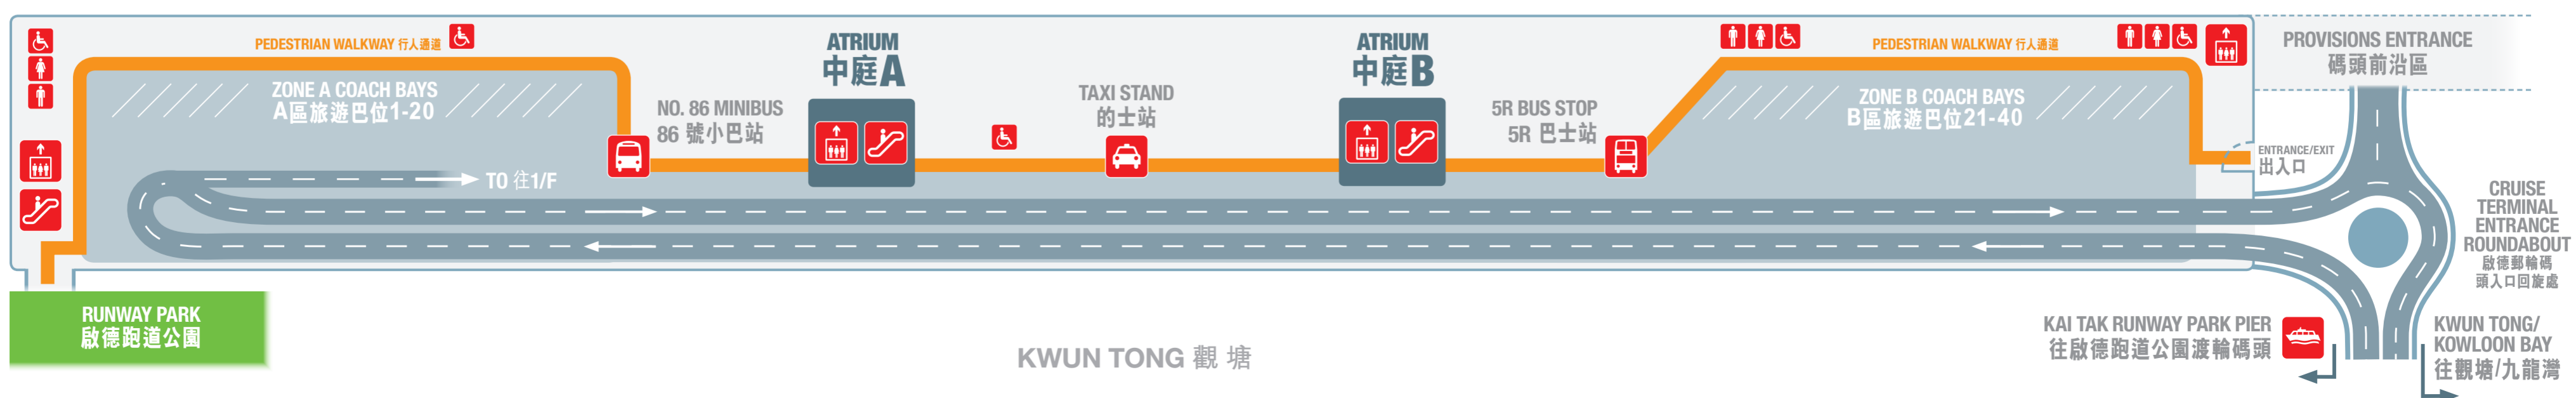 PEDESTRIAN WALKWAY 行人通道
ZONE A COACH BAYS
A區旅遊巴位1-20
NO. 86 MINIBUS
86 號小巴站
ATRIUM
中庭A
TAXI STAND
的士站
ATRIUM
中庭B
5R BUS STOP
5R 巴士站
PEDESTRIAN WALKWAY 行人通道
ZONE B COACH BAYS
B區旅遊巴位21-40
PROVISIONS ENTRANCE
碼頭前沿區
ENTRANCE/EXIT
出入口
TO 往1/F
CRUISE
TERMINAL
ENTRANCE
ROUNDABOUT
啟德郵輪碼
頭入口回旋處
RUNWAY PARK
啟德跑道公園
KWUN TONG 觀 塘
KAI TAK RUNWAY PARK PIER
往啟德跑道公園渡輪碼頭
KWUN TONG/
KOWLOON BAY
往觀塘/九龍灣